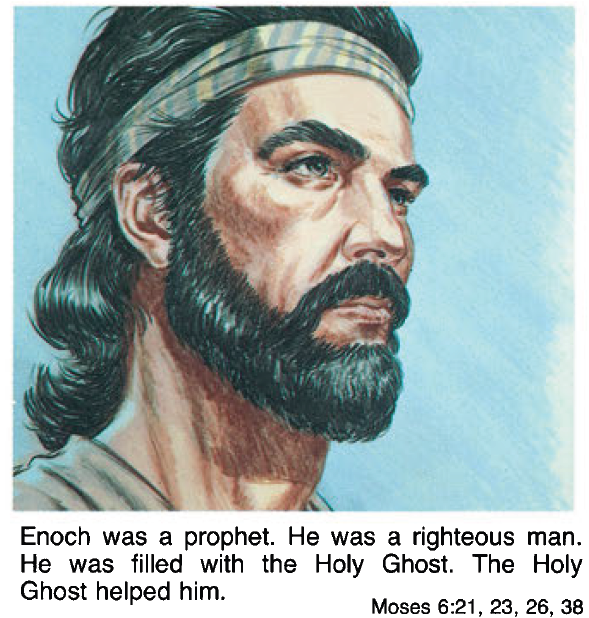 Enoch was a prophet. He was a righteous man.
He was filled with the Holy Ghost. The Holy
Ghost helped him.
Moses 6:21, 23, 26, 38